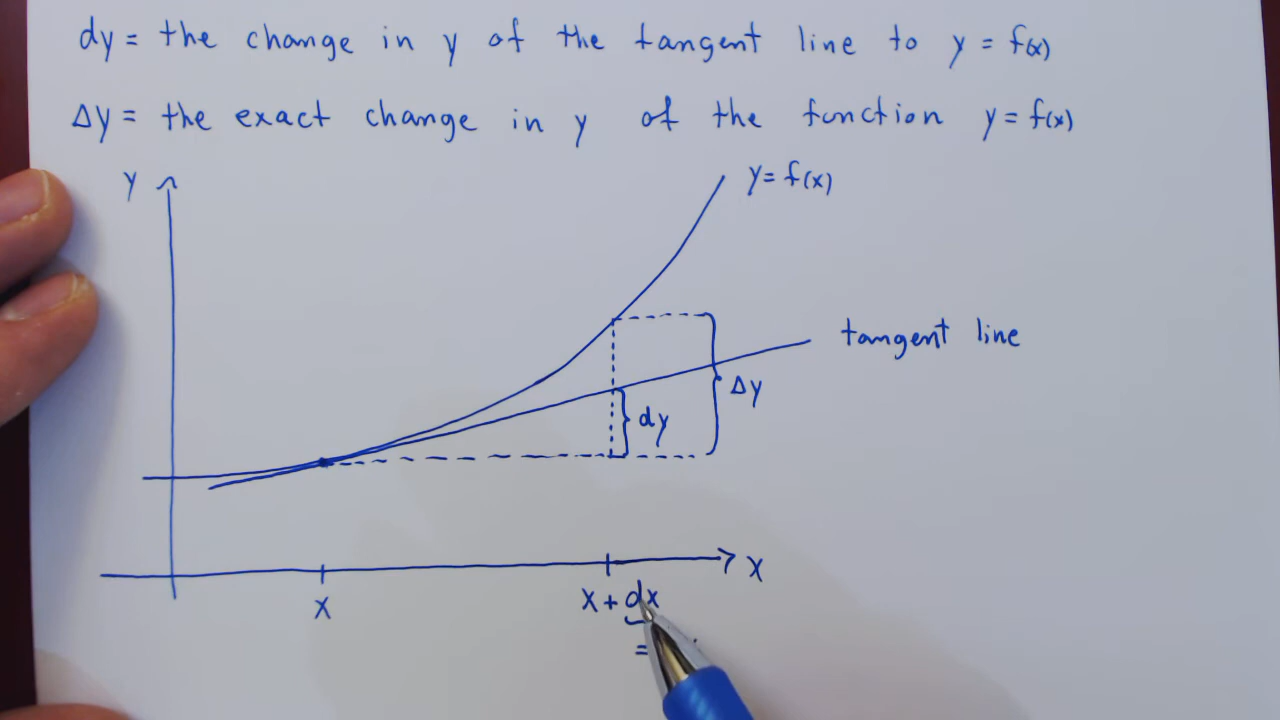 dy = the change in y of the tangent line to y = f(x)
Δy = the exact change in y of the function y = f(x)
y
y = f(x)
tangent line
Δy
dy
x
x
x + dx
=